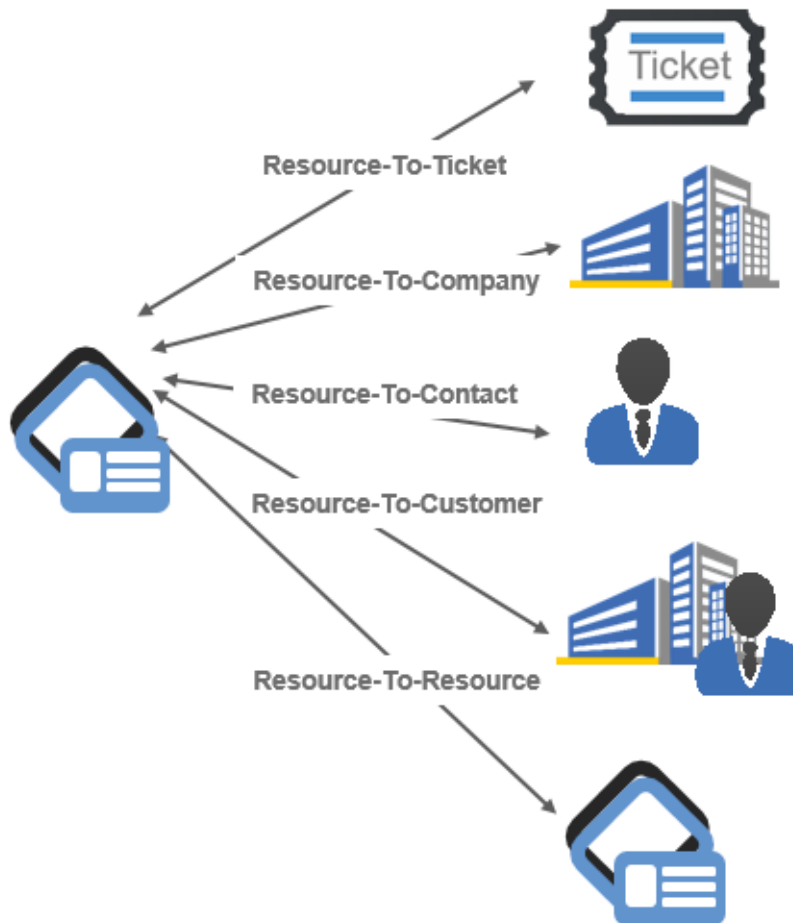 Ticket
Resource-To-Ticket
Resource-To-Company
Resource-To-Contact
Resource-To-Customer
Resource-To-Resource